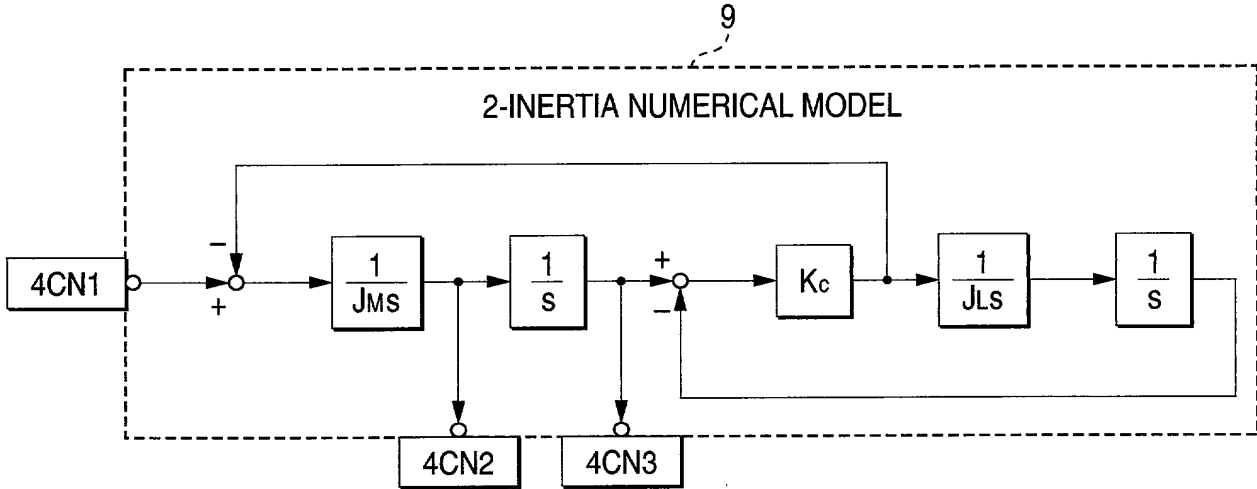 9
2-INERTIA NUMERICAL MODEL
4CN1
−
+
1
JMs
1
s
+
−
Kc
1
JLs
1
s
4CN2
4CN3